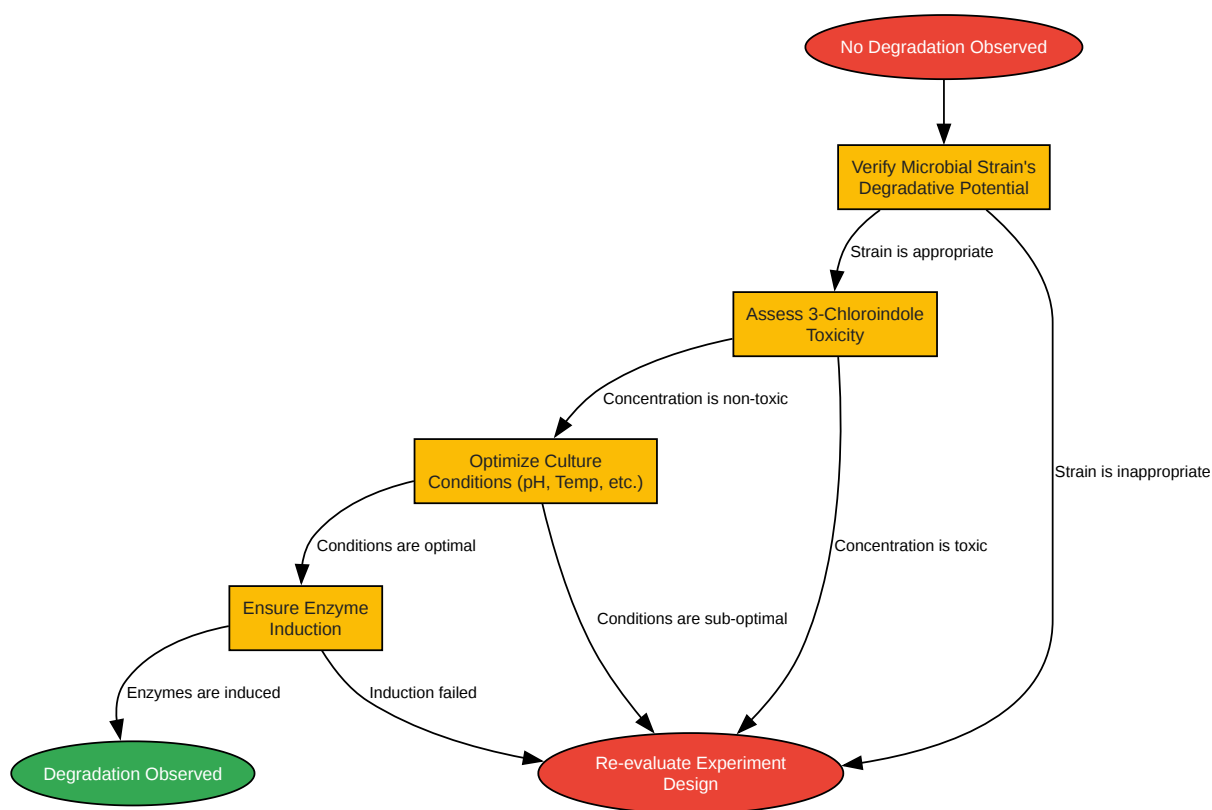 No Degradation Observed
Verify Microbial Strain's
Degradative Potential
Strain is appropriate
Assess 3-Chloroindole
Toxicity
Concentration is non-toxic
Optimize Culture
Conditions (pH, Temp, etc.)
Strain is inappropriate
Conditions are optimal
Concentration is toxic
Ensure Enzyme
Induction
Conditions are sub-optimal
Enzymes are induced
Induction failed
Degradation Observed
Re-evaluate Experiment
Design